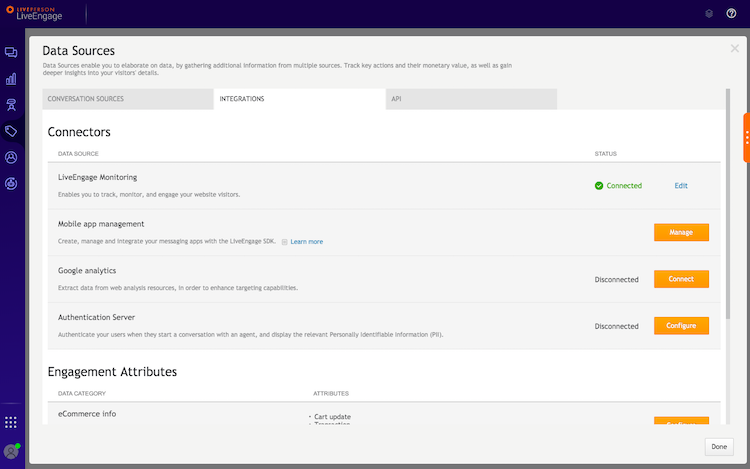 LIVEPERSON
LiveEngage
Data Sources
Data Sources enable you to elaborate on data, by gathering additional information from multiple sources. Track key actions and their monetary value, as well as gain
deeper insights into your visitors' details.
CONVERSATION SOURCES
INTEGRATIONS
API
Connectors
DATA SOURCE
STATUS
LiveEngage Monitoring
Enables you to track, monitor, and engage your website visitors.
Connected
Edit
Mobile app management
Create, manage and integrate your messaging apps with the LiveEngage SDK.
Learn more
Manage
Google analytics
Extract data from web analysis resources, in order to enhance targeting capabilities.
Disconnected
Connect
Authentication Server
Authenticate your users when they start a conversation with an agent, and display the relevant Personally Identifiable Information (PII).
Disconnected
Configure
Engagement Attributes
DATA CATEGORY
ATTRIBUTES
eCommerce info
• Cart update
• Transaction
Configure
Done